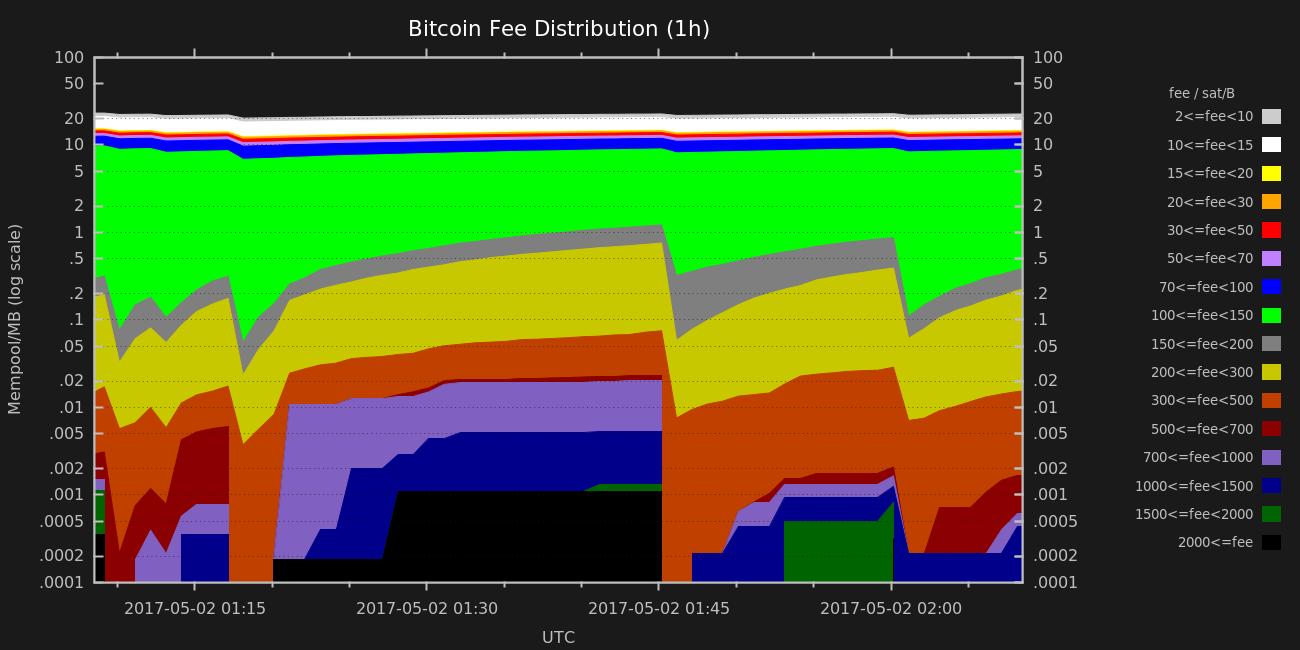 Bitcoin Fee Distribution (1h)
100
50
20
10
5
2
1
.5
.2
.1
.05
.02
.01
.005
.002
.001
.0005
.0002
.0001
Mempool/MB (log scale)
100
50
20
10
5
2
1
.5
.2
.1
.05
.02
.01
.005
.002
.001
.0005
.0002
.0001
2017-05-02 01:15
2017-05-02 01:30
2017-05-02 01:45
2017-05-02 02:00
UTC
fee / sat/B
2<=fee<10
10<=fee<15
15<=fee<20
20<=fee<30
30<=fee<50
50<=fee<70
70<=fee<100
100<=fee<150
150<=fee<200
200<=fee<300
300<=fee<500
500<=fee<700
700<=fee<1000
1000<=fee<1500
1500<=fee<2000
2000<=fee